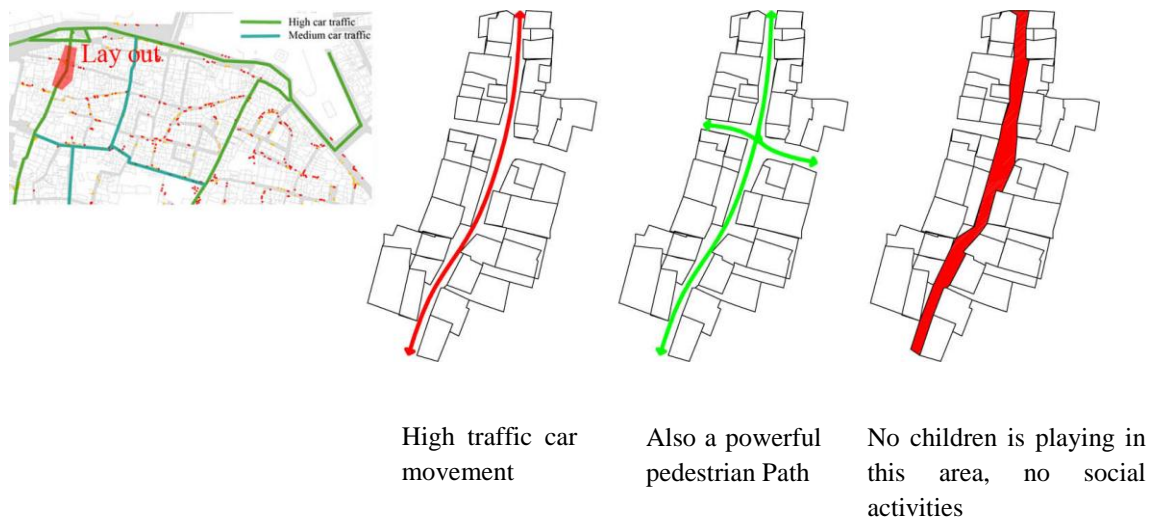 High car traffic
Medium car traffic
Lay out
High traffic car
movement
Also a powerful
pedestrian Path
No children is playing in
this area, no social
activities